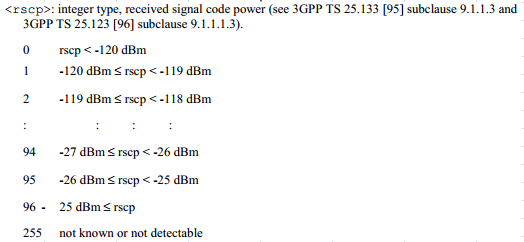 <rscp>: integer type, received signal code power (see 3GPP TS 25.133 [95] subclause 9.1.1.3 and
3GPP TS 25.123 [96] subclause 9.1.1.1.3).
0 rscp < -120 dBm
1 -120 dBm ≤ rscp < -119 dBm
2 -119 dBm ≤ rscp < -118 dBm
: : : :
94 -27 dBm ≤ rscp < -26 dBm
95 -26 dBm ≤ rscp < -25 dBm
96 - 25 dBm ≤ rscp
255 not known or not detectable